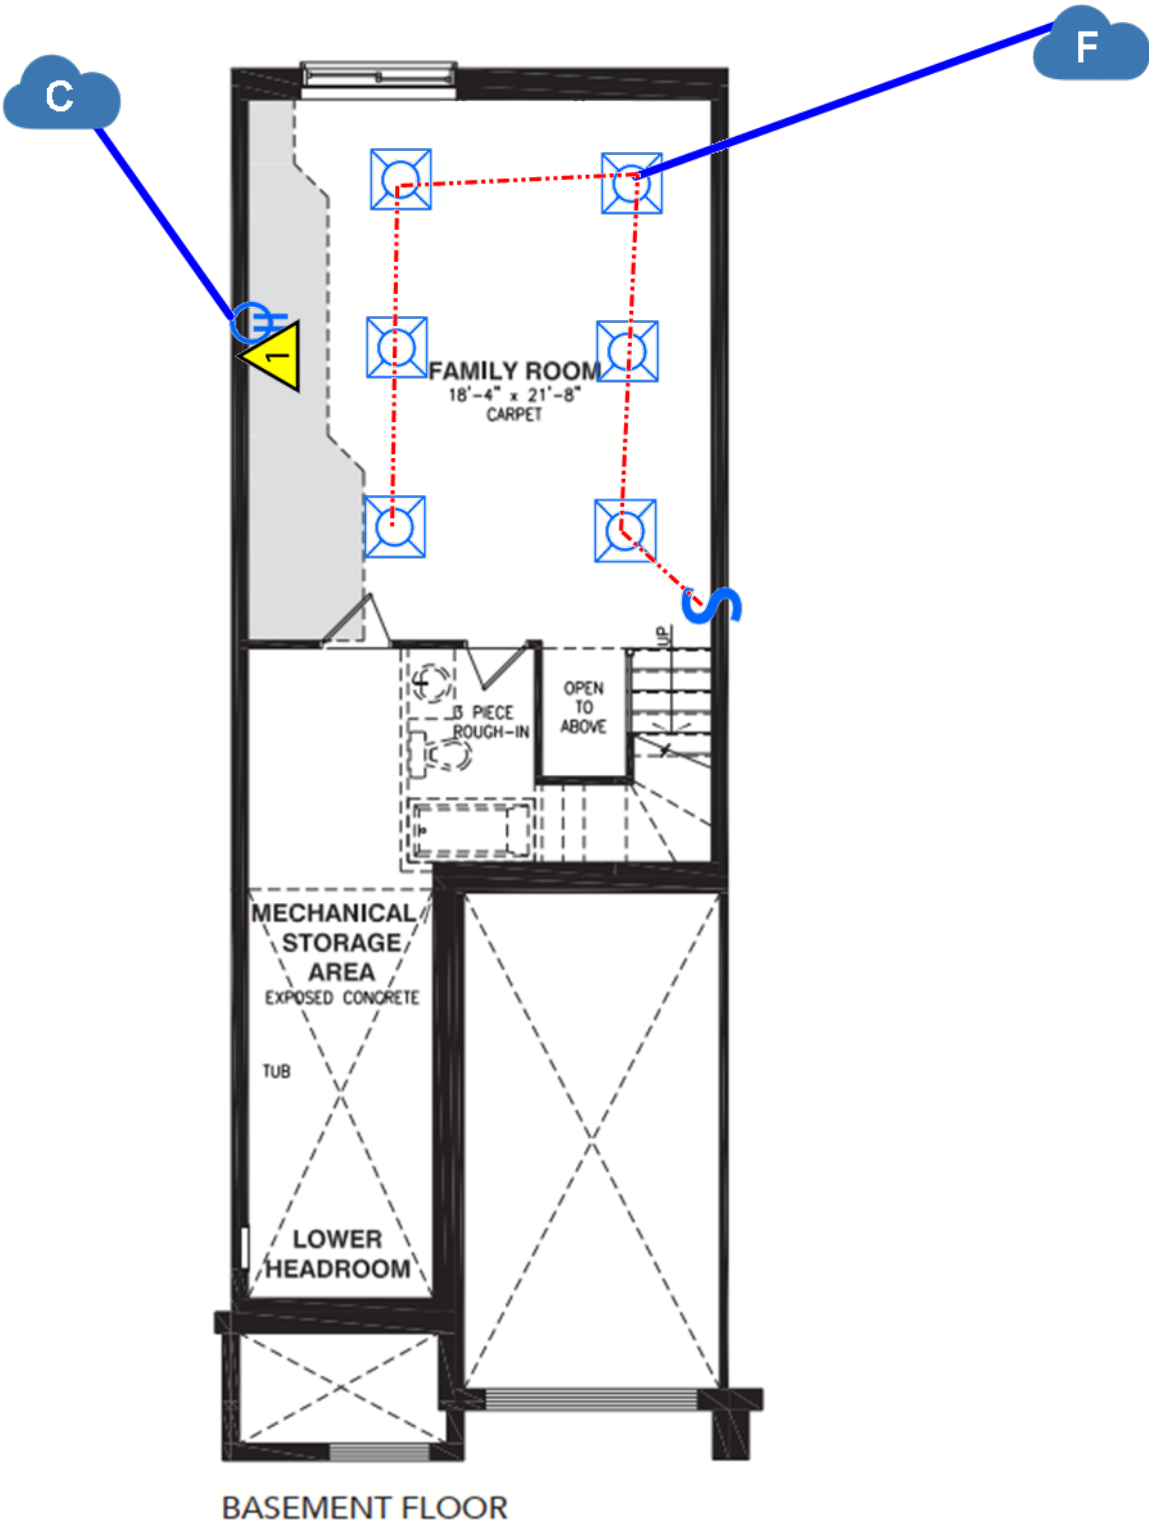 C
F
B
1
FAMILY ROOM
18'-4" x 21'-8"
CARPET
S
UP
OPEN
TO
ABOVE
3 PIECE
ROUGH-IN
MECHANICAL
STORAGE
AREA
EXPOSED CONCRETE
TUB
LOWER
HEADROOM
BASEMENT FLOOR